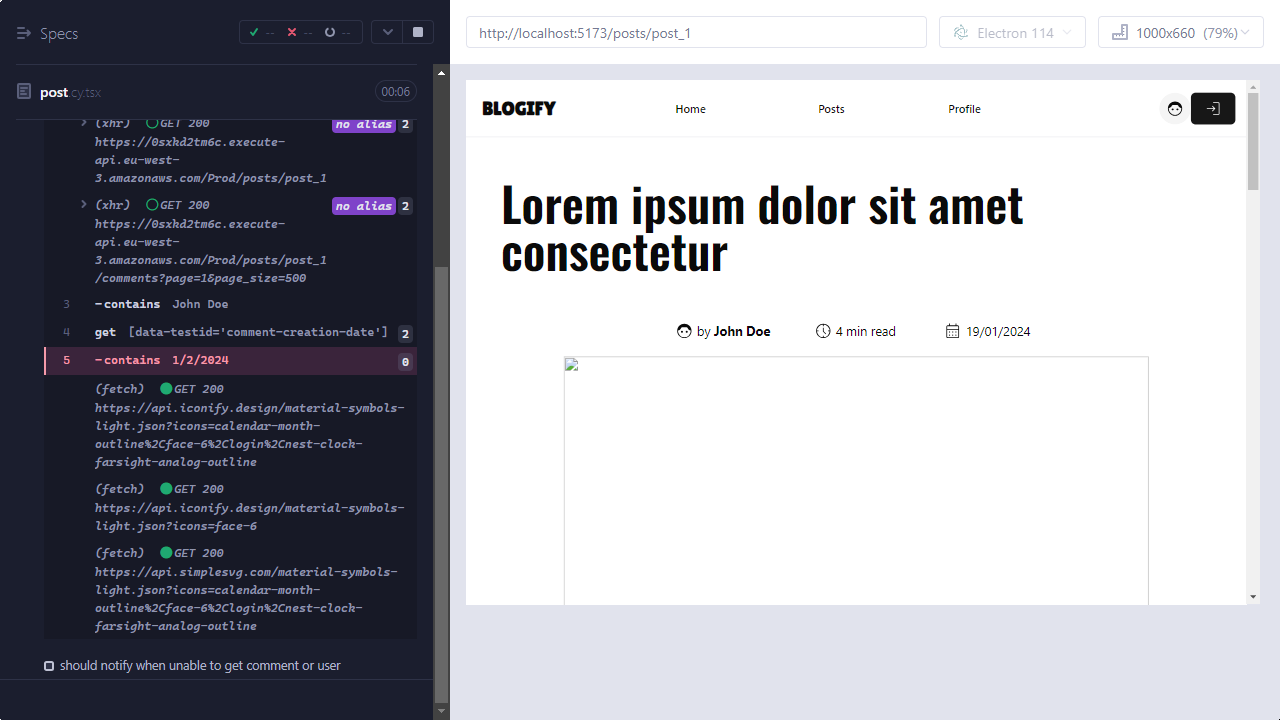 Specs
-- -- --
post.cy.tsx 00:06
(xhr) GET 200 no alias 2
https://0sxkd2tm6c.execute-
api.eu-west-
3.amazonaws.com/Prod/posts/post_1
(xhr) GET 200 no alias 2
https://0sxkd2tm6c.execute-
api.eu-west-
3.amazonaws.com/Prod/posts/post_1
/comments?page=1&page_size=500
3 -contains John Doe
4 get [data-testid='comment-creation-date'] 2
5 -contains 1/2/2024 0
(fetch) GET 200
https://api.iconify.design/material-symbols-
light.json?icons=calendar-month-
outline%2Cface-6%2Clogin%2Cnest-clock-
farsight-analog-outline
(fetch) GET 200
https://api.iconify.design/material-symbols-
light.json?icons=face-6
(fetch) GET 200
https://api.simplesvg.com/material-symbols-
light.json?icons=calendar-month-
outline%2Cface-6%2Clogin%2Cnest-clock-
farsight-analog-outline
should notify when unable to get comment or user
http://localhost:5173/posts/post_1
Electron 114
1000x660 (79%)
BLOGIFY
Home
Posts
Profile
Lorem ipsum dolor sit amet
consectetur
by John Doe
4 min read
19/01/2024